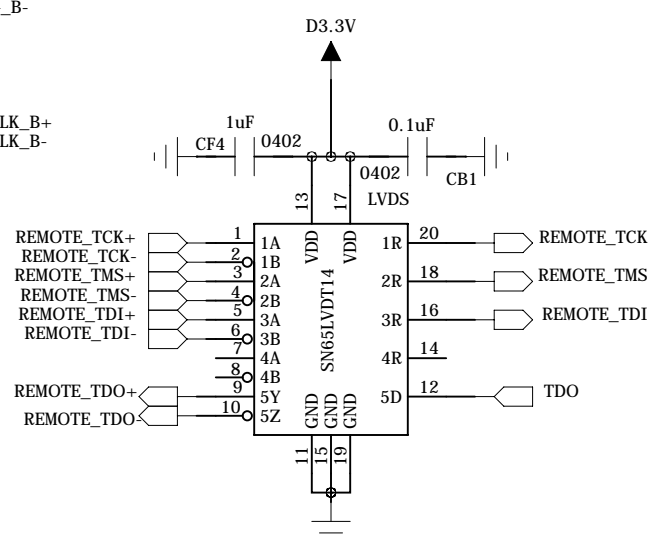 _B-
D3.3V
LK_B+
LK_B-
1uF
0.1uF
CF4
0402
0402
CB1
LVDS
13
17
REMOTE_TCK+
1
1A
VDD
VDD
1R
20
REMOTE_TCK
REMOTE_TCK-
2
1B
REMOTE_TMS+
3
2A
2R
18
REMOTE_TMS
REMOTE_TMS-
4
2B
REMOTE_TDI+
5
3A
3R
16
REMOTE_TDI
REMOTE_TDI-
6
3B
SN65LVDT14
7
4A
4R
14
8
4B
REMOTE_TDO+
9
5Y
5D
12
TDO
REMOTE_TDO-
10
5Z
GND
GND
GND
11
15
19